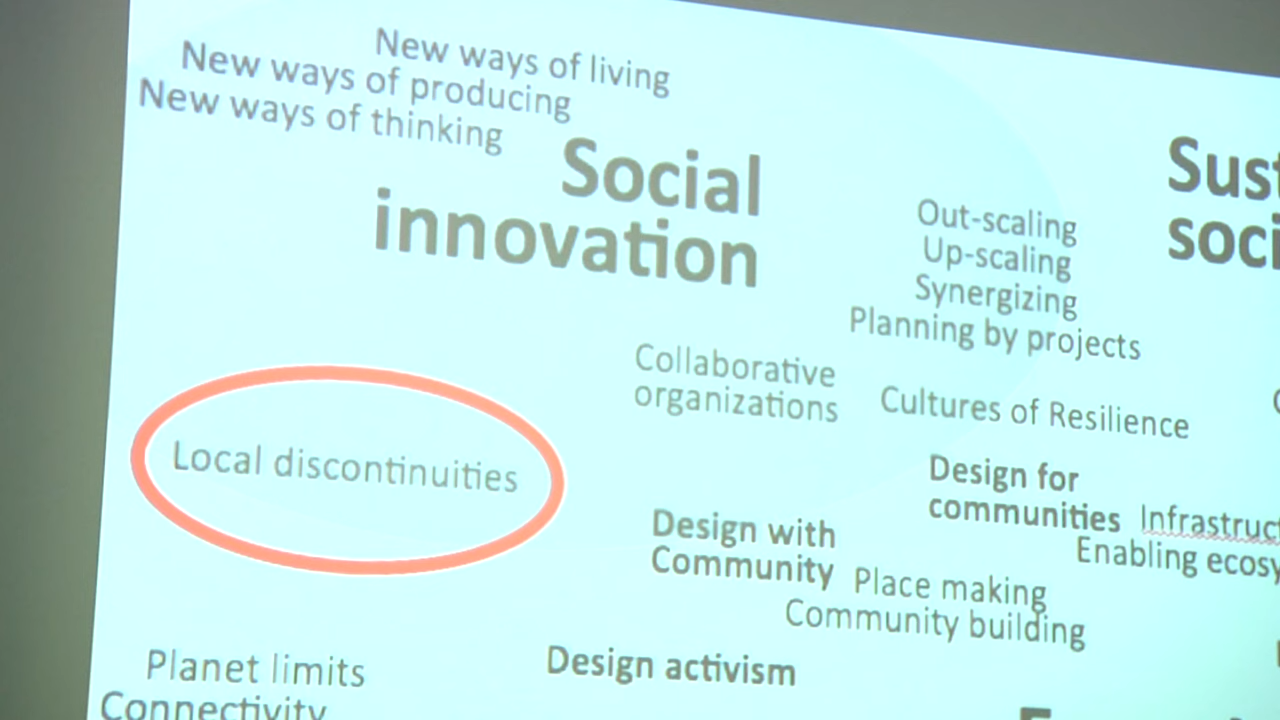 New ways of living
New ways of producing
New ways of thinking
Social
innovation
Out-scaling
Up-scaling
Synergizing
Planning by projects
Collaborative
organizations
Cultures of Resilience
Local discontinuities
Design for
communities
Design with
Community
Place making
Community building
Planet limits
Connectivity
Design activism
Enabling